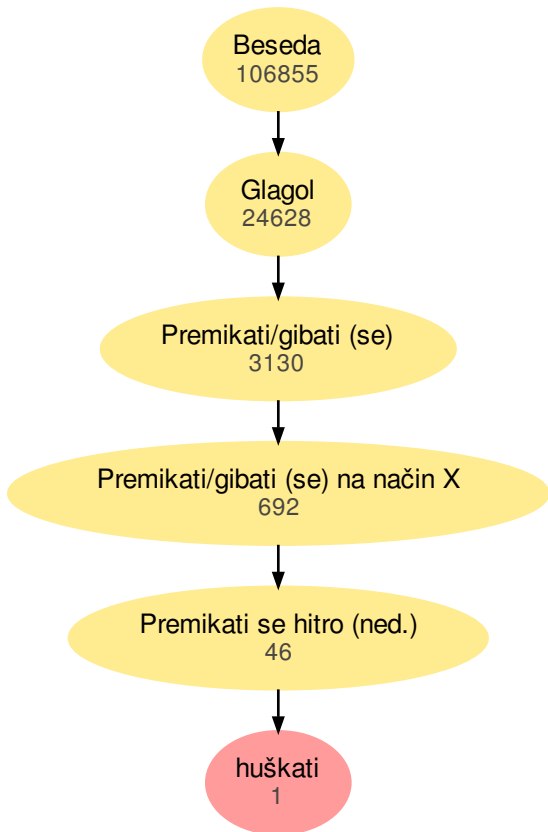 Beseda
106855
Glagol
24628
Premikati/gibati (se)
3130
Premikati/gibati (se) na način X
692
Premikati se hitro (ned.)
46
huškati
1